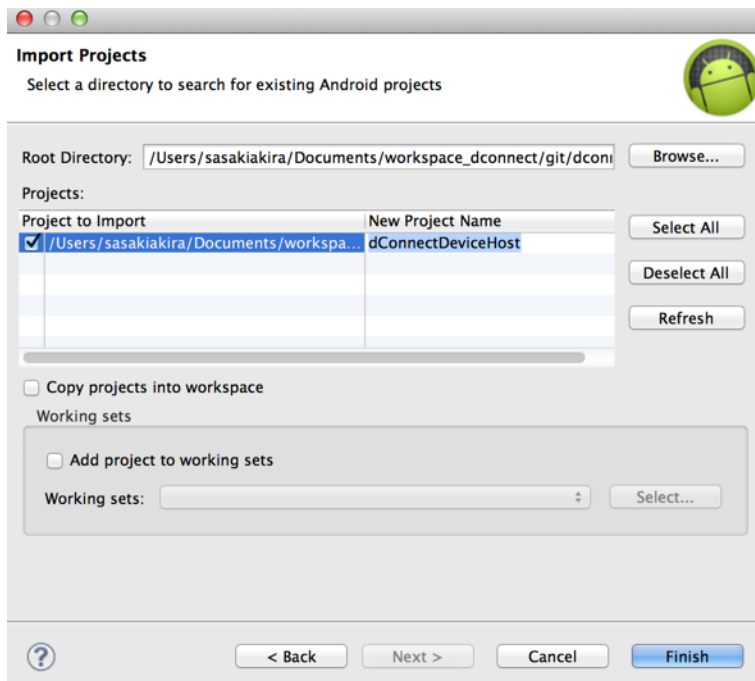 Import Projects
Select a directory to search for existing Android projects
Root Directory: /Users/sasakiakira/Documents/workspace_dconnect/git/dconn Browse...
Projects:
Project to Import New Project Name
/Users/sasakiakira/Documents/workspa... dConnectDeviceHost
Select All
Deselect All
Refresh
Copy projects into workspace
Working sets
Add project to working sets
Working sets: Select...
? < Back Next > Cancel Finish